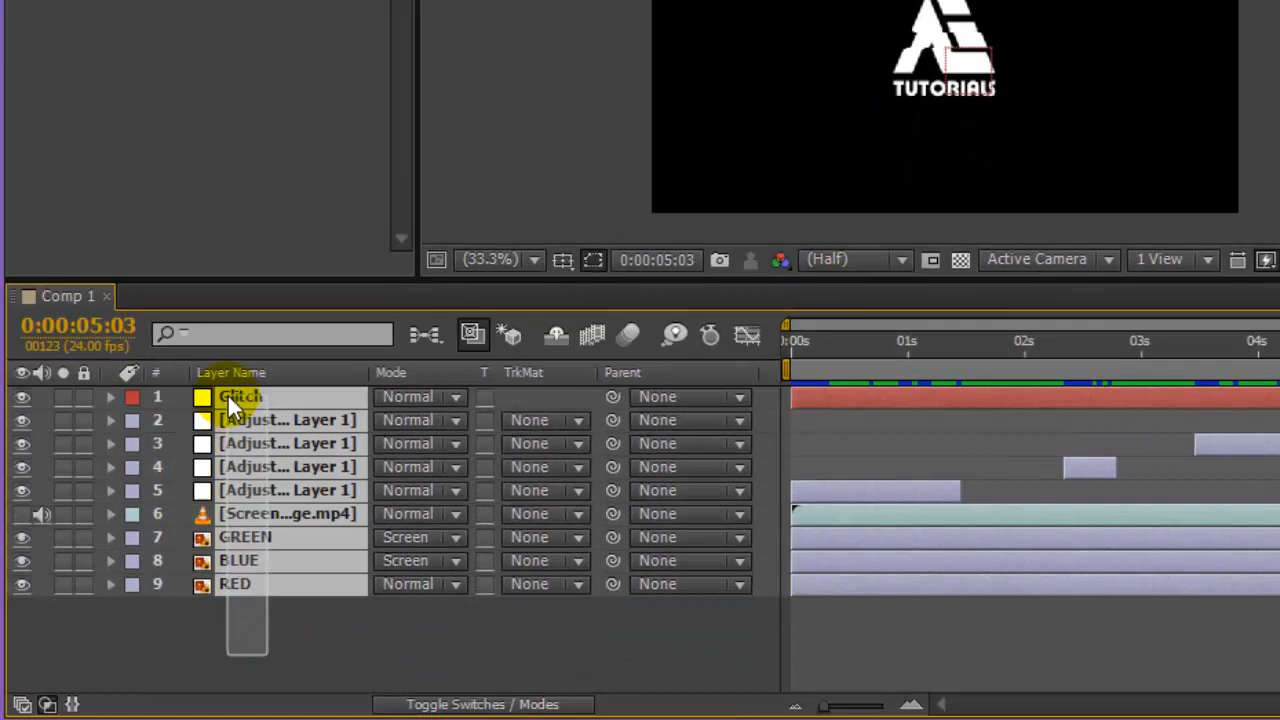 TUTORIALS
(33.3%)
0:00:05:03
(Half)
Active Camera
1 View
Comp 1
0:00:05:03
00123 (24.00 fps)
:00s 01s 02s 03s 04s
# Layer Name Mode T TrkMat Parent
1 Glitch Normal None
2 [Adjust... Layer 1] Normal None None
3 [Adjust... Layer 1] Normal None None
4 [Adjust... Layer 1] Normal None None
5 [Adjust... Layer 1] Normal None None
6 [Screen...ge.mp4] Normal None None
7 GREEN Screen None None
8 BLUE Screen None None
9 RED Normal None None
Toggle Switches / Modes